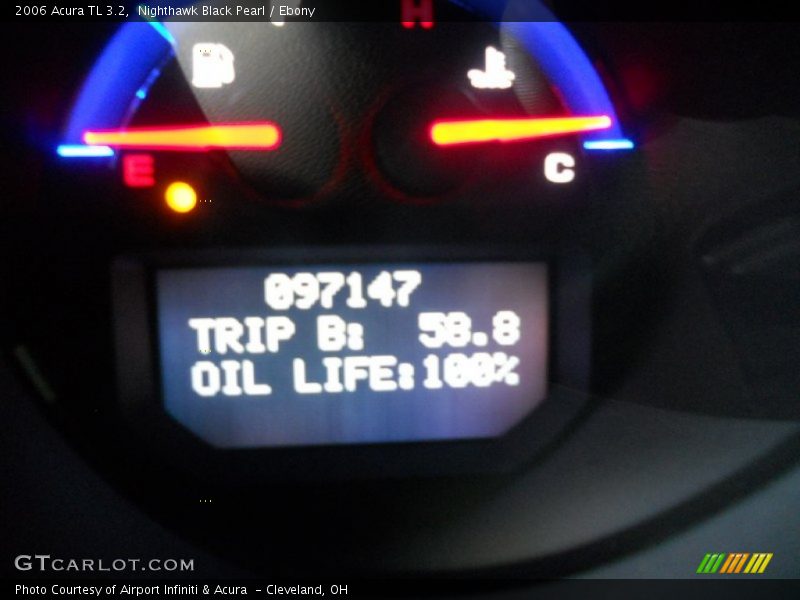 2006 Acura TL 3.2, Nighthawk Black Pearl / Ebony
H
E
C
097147
TRIP B: 58.8
OIL LIFE:100%
GTCARLOT.COM
Photo Courtesy of Airport Infiniti & Acura - Cleveland, OH